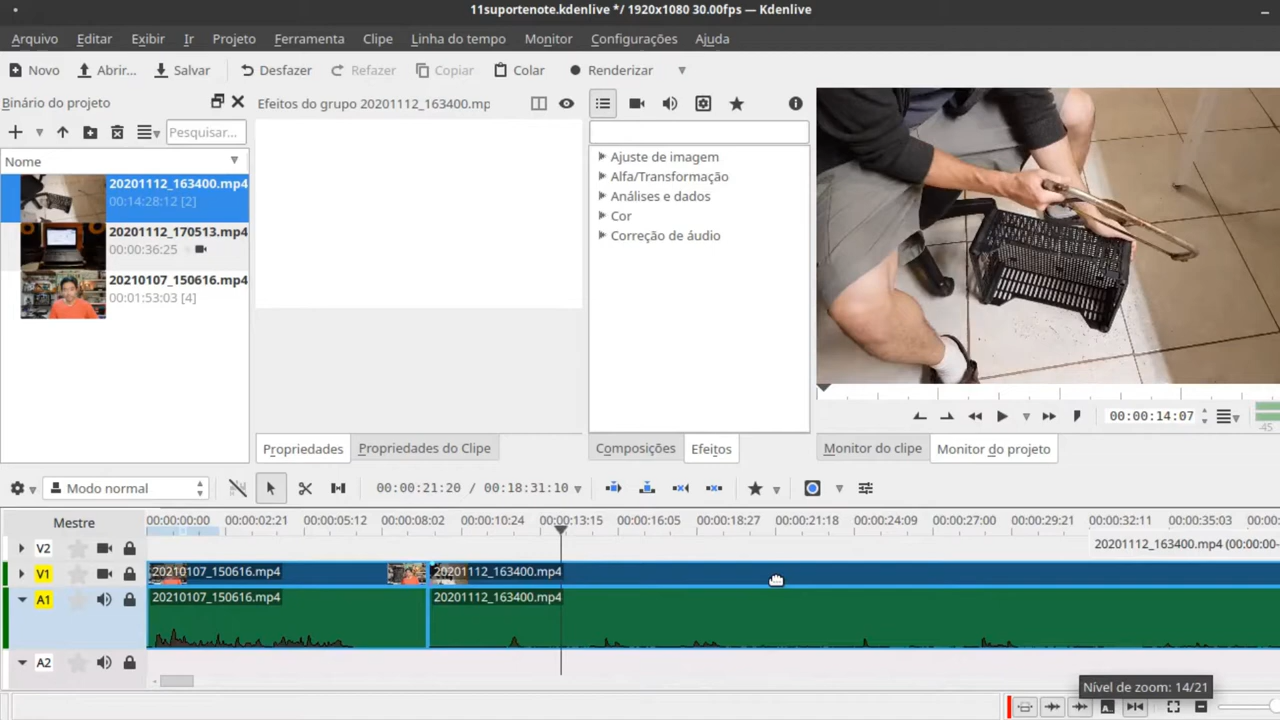 11suportenote.kdenlive */ 1920x1080 30.00fps — Kdenlive
Arquivo Editar Exibir Ir Projeto Ferramenta Clipe Linha do tempo Monitor Configurações Ajuda
Novo Abrir... Salvar Desfazer Refazer Copiar Colar Renderizar
Binário do projeto
Efeitos do grupo 20201112_163400.mp
Pesquisar...
Nome
20201112_163400.mp4
00:14:28:12 [2]
20201112_170513.mp4
00:00:36:25
20210107_150616.mp4
00:01:53:03 [4]
Ajuste de imagem
Alfa/Transformação
Análises e dados
Cor
Correção de áudio
00:00:14:07
-45
Propriedades Propriedades do Clipe Composições Efeitos Monitor do clipe Monitor do projeto
Modo normal 00:00:21:20 / 00:18:31:10
Mestre
00:00:00:00 00:00:02:21 00:00:05:12 00:00:08:02 00:00:10:24 00:00:13:15 00:00:16:05 00:00:18:27 00:00:21:18 00:00:24:09 00:00:27:00 00:00:29:21 00:00:32:11 00:00:35:03 00:00
V2
20201112_163400.mp4 (00:00:00-
V1 20210107_150616.mp4 20201112_163400.mp4
A1 20210107_150616.mp4 20201112_163400.mp4
A2
Nível de zoom: 14/21